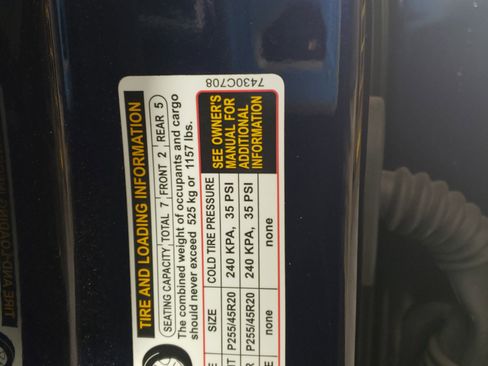 TIRE AND LOADING INFORMATION
SEATING CAPACITY TOTAL 7 FRONT 2 REAR 5
The combined weight of occupants and cargo
should never exceed 525 kg or 1157 lbs.
SIZE COLD TIRE PRESSURE
P255/45R20 240 KPA, 35 PSI
P255/45R20 240 KPA, 35 PSI
none none
SEE OWNER'S
MANUAL FOR
ADDITIONAL
INFORMATION
7430C708